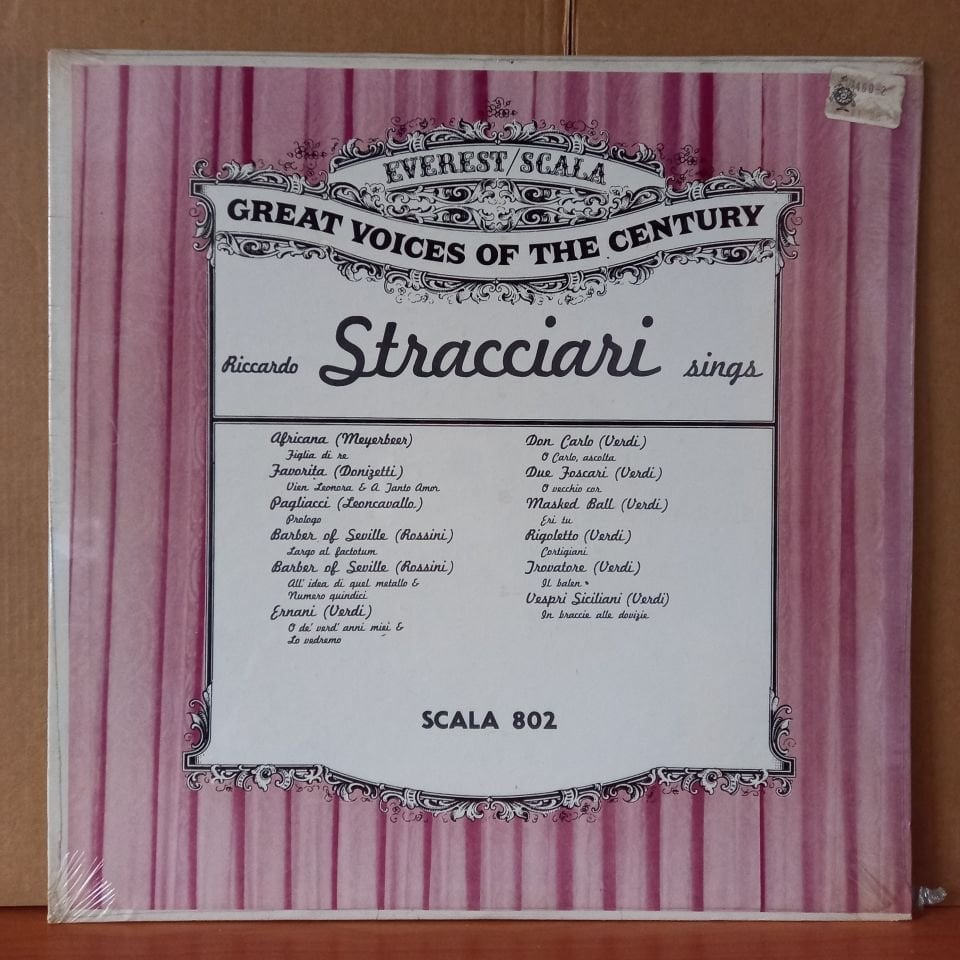 EVEREST/SCALA
GREAT VOICES OF THE CENTURY
Riccardo Stracciari sings
Africana (Meyerbeer)
Figlia di re
Favorita (Donizetti)
Vien Leonora & A Tanto Amor
Pagliacci (Leoncavallo)
Prologo
Barber of Seville (Rossini)
Largo al factotum
Barber of Seville (Rossini)
All' idea di quel metallo &
Numero quindici
Ernani (Verdi)
O de' verd' anni miei &
Lo vedremo
Don Carlo (Verdi)
O Carlo, ascolta
Due Foscari (Verdi)
O vecchio cor
Masked Ball (Verdi)
Eri tu
Rigoletto (Verdi)
Cortigiani
Trovatore (Verdi)
Il balen
Vespri Siciliani (Verdi)
In braccie alle dovizie
SCALA 802